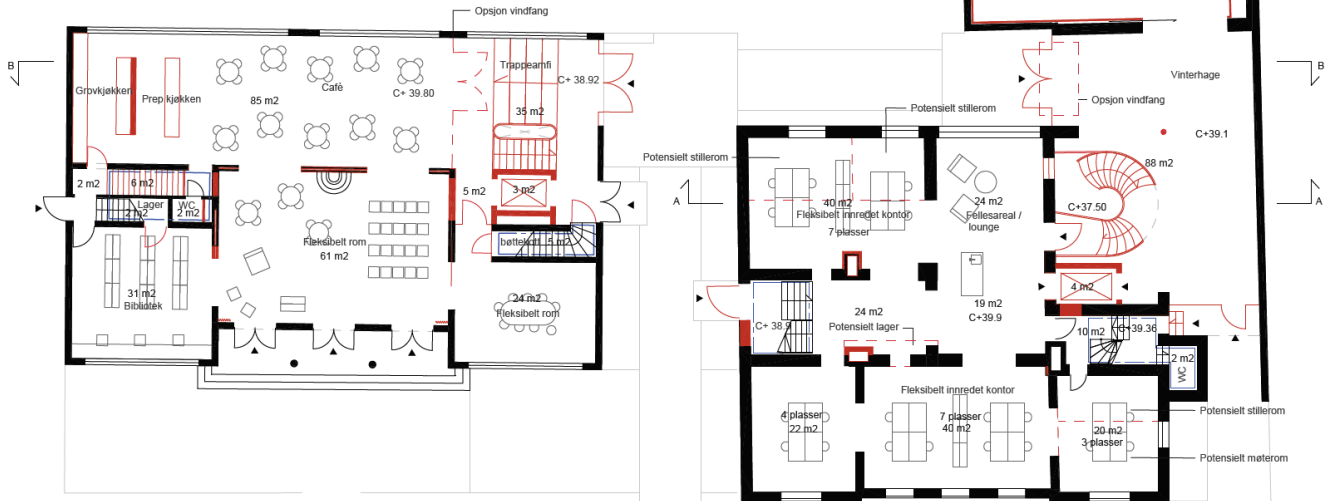 Opsjon vindfang
B
Grovkjøkken
Prep kjøkken
85 m2
Cafè
C+ 39.80
Trappeamfi
C+ 38.92
35 m2
2 m2
6 m2
Lager
2 m2
WC
2 m2
5 m2
3 m2
bøttekott
5 m2
Fleksibelt rom
61 m2
31 m2
Bibliotek
24 m2
Fleksibelt rom
Vinterhage
B
Opsjon vindfang
C+39.1
88 m2
Potensielt stillerom
Potensielt stillerom
A
40 m2
Fleksibelt innredet kontor
7 plasser
24 m2
Fellesareal /
lounge
C+37.50
A
4 m2
19 m2
C+39.9
24 m2
C+ 38.9
Potensielt lager
10 m2
C+39.36
2 m2
WC
Fleksibelt innredet kontor
4 plasser
22 m2
7 plasser
40 m2
20 m2
3 plasser
Potensielt stillerom
Potensielt møterom